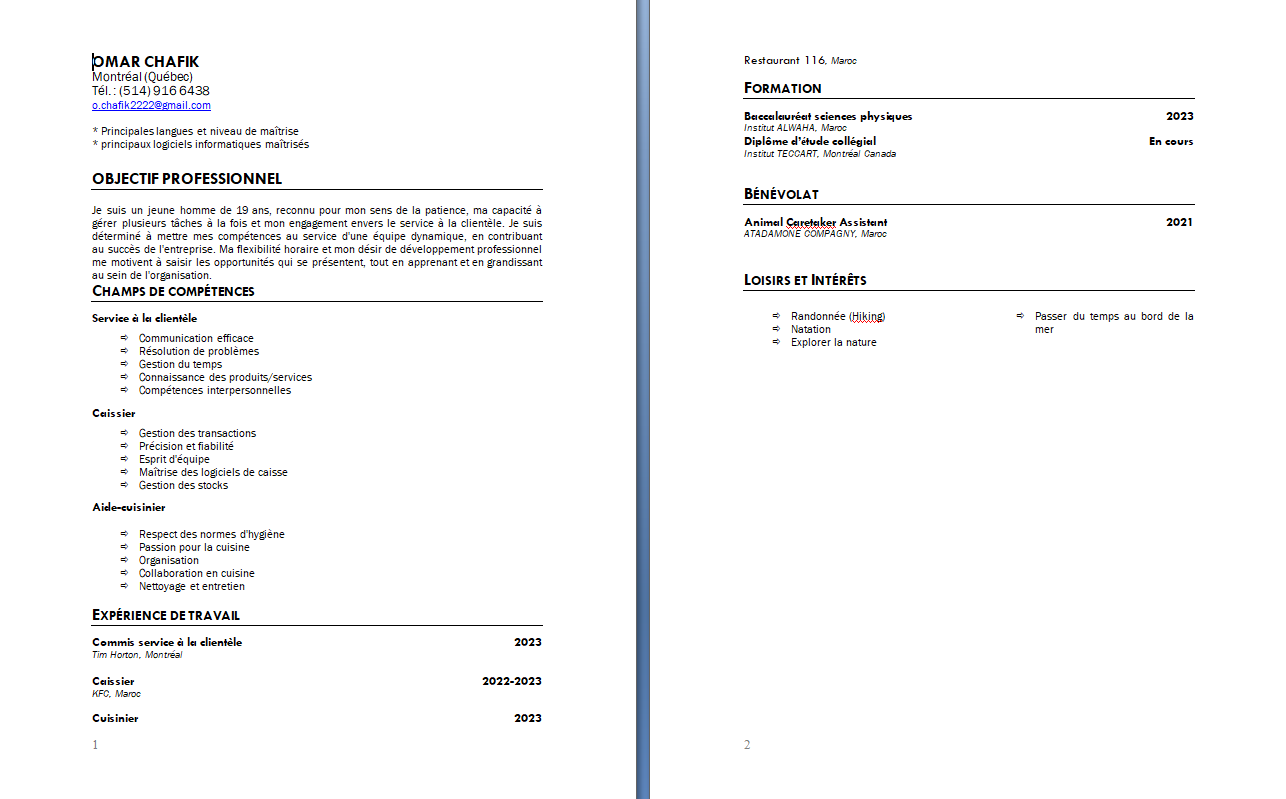 OMAR CHAFIK
Montréal (Québec)
Tél. : (514) 916 6438
o.chafik2222@gmail.com
* Principales langues et niveau de maîtrise
* principaux logiciels informatiques maîtrisés
OBJECTIF PROFESSIONNEL
Je suis un jeune homme de 19 ans, reconnu pour mon sens de la patience, ma capacité à
gérer plusieurs tâches à la fois et mon engagement envers le service à la clientèle. Je suis
déterminé à mettre mes compétences au service d'une équipe dynamique, en contribuant
au succès de l'entreprise. Ma flexibilité horaire et mon désir de développement professionnel
me motivent à saisir les opportunités qui se présentent, tout en apprenant et en grandissant
au sein de l'organisation.
CHAMPS DE COMPÉTENCES
Service à la clientèle
⇨ Communication efficace
⇨ Résolution de problèmes
⇨ Gestion du temps
⇨ Connaissance des produits/services
⇨ Compétences interpersonnelles
Caissier
⇨ Gestion des transactions
⇨ Précision et fiabilité
⇨ Esprit d'équipe
⇨ Maîtrise des logiciels de caisse
⇨ Gestion des stocks
Aide-cuisinier
⇨ Respect des normes d'hygiène
⇨ Passion pour la cuisine
⇨ Organisation
⇨ Collaboration en cuisine
⇨ Nettoyage et entretien
EXPÉRIENCE DE TRAVAIL
Commis service à la clientèle 2023
Tim Horton, Montréal
Caissier 2022-2023
KFC, Maroc
Cuisinier 2023
1
Restaurant 116, Maroc
FORMATION
Baccalauréat sciences physiques 2023
Institut ALWAHA, Maroc
Diplôme d'étude collégial En cours
Institut TECCART, Montréal Canada
BÉNÉVOLAT
Animal Caretaker Assistant 2021
ATADAMONE COMPAGNY, Maroc
LOISIRS ET INTÉRÊTS
⇨ Randonnée (Hiking)
⇨ Natation
⇨ Explorer la nature
⇨ Passer du temps au bord de la
mer
2